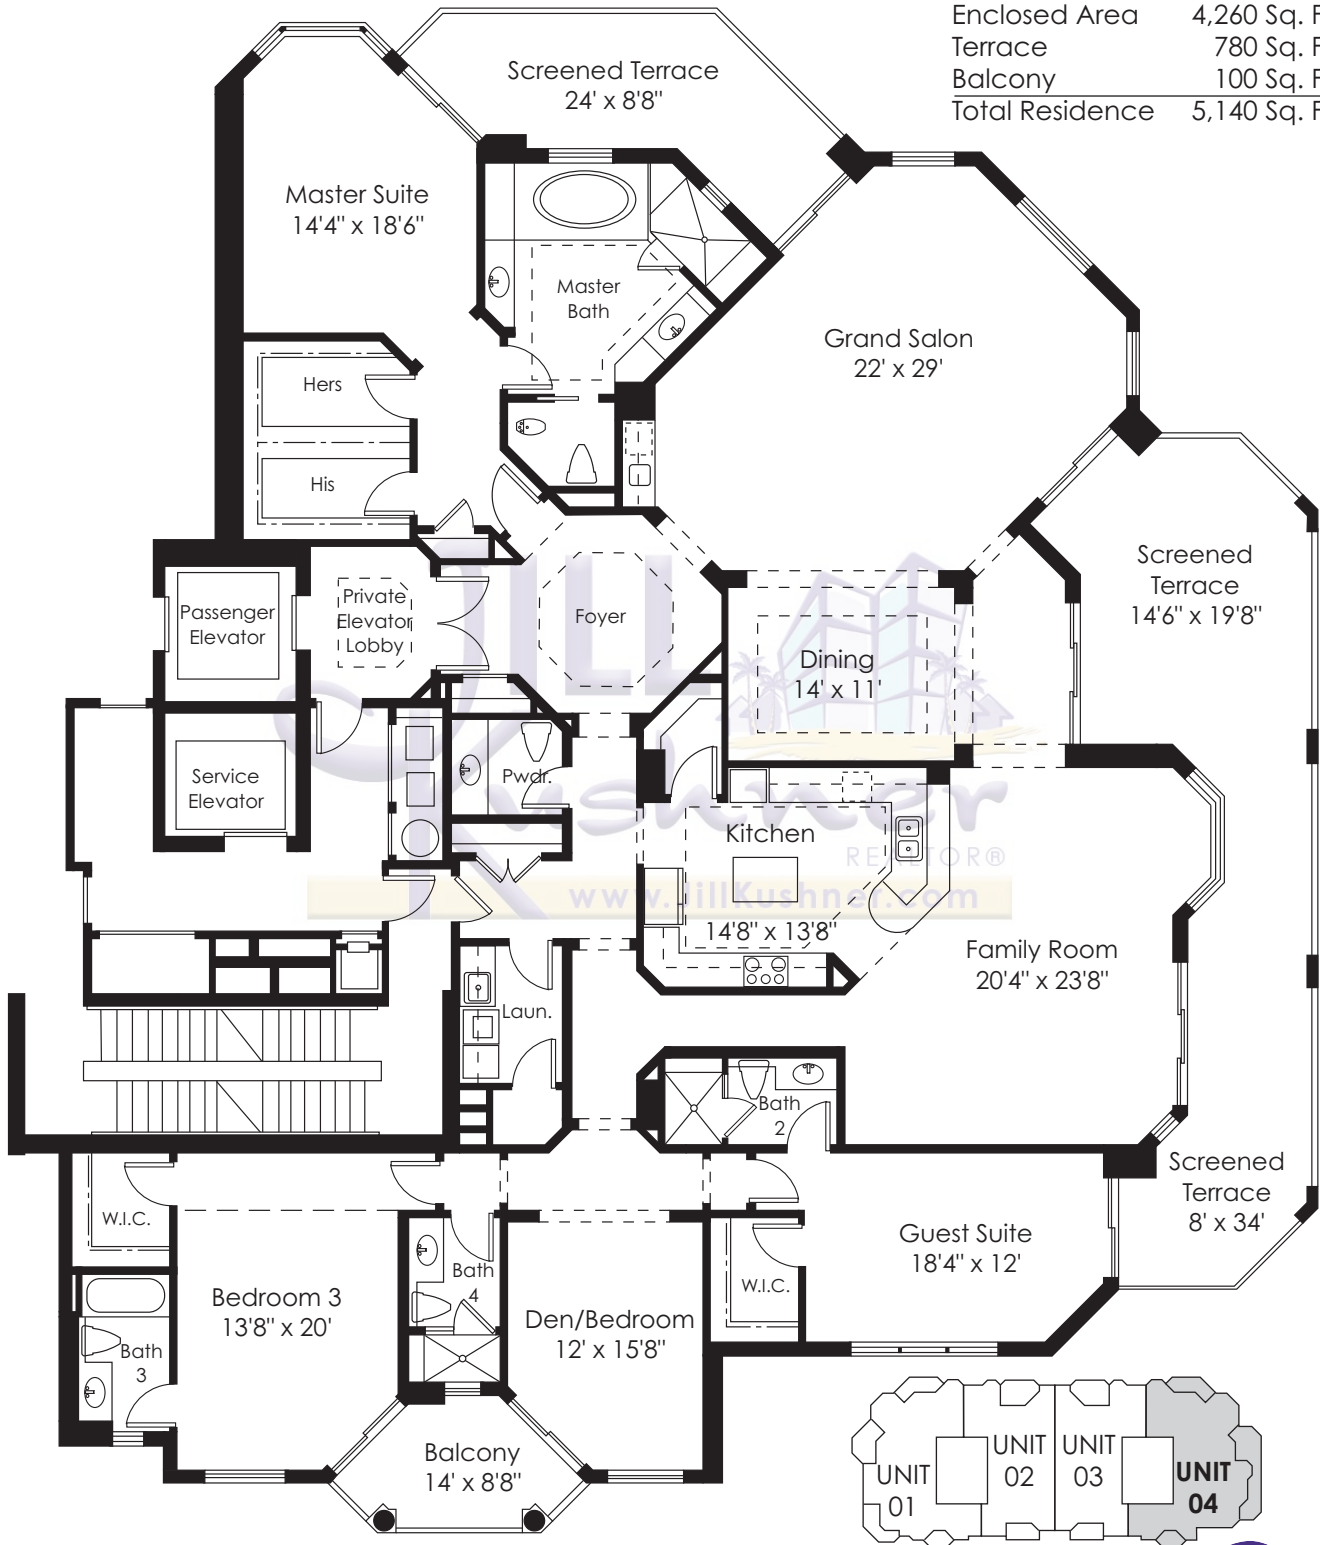 Enclosed Area 4,260 Sq. F
Terrace 780 Sq. F
Balcony 100 Sq. F
Total Residence 5,140 Sq. F
Screened Terrace
24' x 8'8"
Master Suite
14'4" x 18'6"
Master
Bath
Grand Salon
22' x 29'
Hers
His
Screened
Terrace
14'6" x 19'8"
Passenger
Elevator
Private
Elevator
Lobby
Foyer
Dining
14' x 11'
JILL
Kushner
REALTOR®
www.JillKushner.com
Service
Elevator
Pwdr.
Kitchen
14'8" x 13'8"
Family Room
20'4" x 23'8"
Laun.
Bath
2
Screened
Terrace
8' x 34'
W.I.C.
Guest Suite
18'4" x 12'
W.I.C.
Bath
4
Bedroom 3
13'8" x 20'
Den/Bedroom
12' x 15'8"
Bath
3
Balcony
14' x 8'8"
UNIT
01
UNIT
02
UNIT
03
UNIT
04